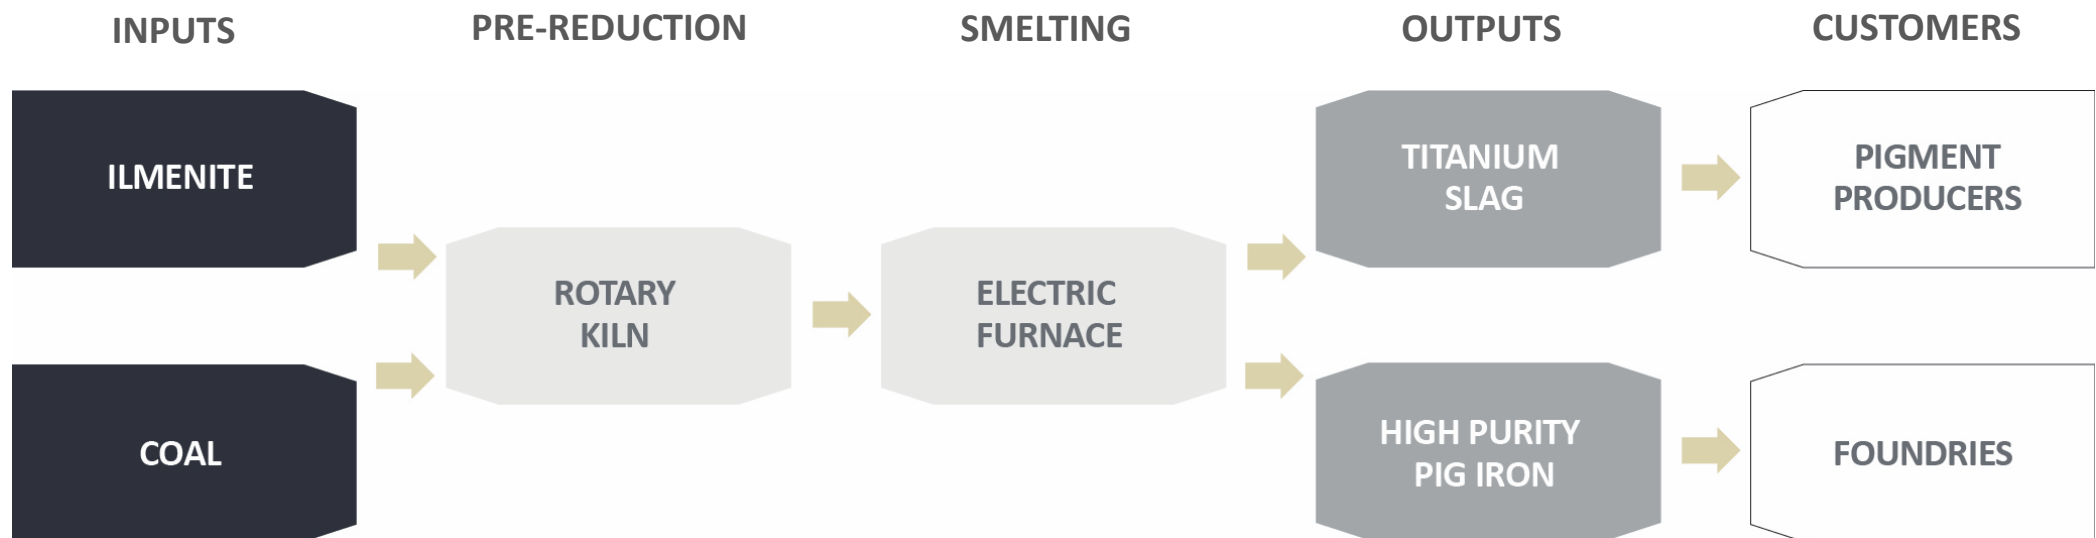 INPUTS
PRE-REDUCTION
SMELTING
OUTPUTS
CUSTOMERS
ILMENITE
COAL
ROTARY
KILN
ELECTRIC
FURNACE
TITANIUM
SLAG
HIGH PURITY
PIG IRON
PIGMENT
PRODUCERS
FOUNDRIES